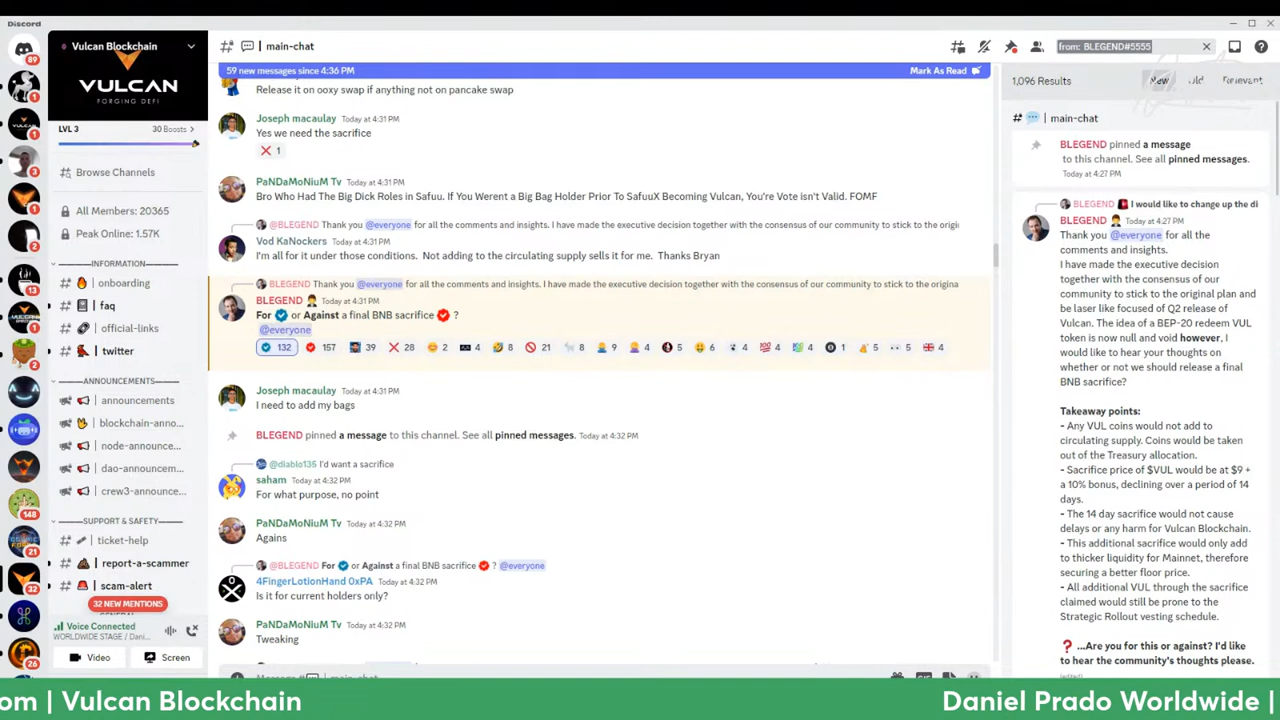 Discord
Vulcan Blockchain
VULCAN
FORGING DEFI
LVL 3
30 Boosts
Browse Channels
All Members: 20365
Peak Online: 1.57K
INFORMATION
onboarding
faq
official-links
twitter
ANNOUNCEMENTS
announcements
blockchain-anno...
node-announce...
dao-announcem...
crew3-announce...
SUPPORT & SAFETY
ticket-help
report-a-scammer
scam-alert
32 NEW MENTIONS
Voice Connected
WORLDWIDE STAGE / Dani...
Video
Screen
89
1
1
3
1
2
13
1
2
148
21
32
26
main-chat
59 new messages since 4:36 PM
Mark As Read
Release it on ooxy swap if anything not on pancake swap
Joseph macaulay Today at 4:31 PM
Yes we need the sacrifice
1
PaNDaMoNiuM Tv Today at 4:31 PM
Bro Who Had The Big Dick Roles in Safuu. If You Werent a Big Bag Holder Prior To SafuuX Becoming Vulcan, You're Vote isn't Valid. FOMF
@BLEGEND Thank you @everyone for all the comments and insights. I have made the executive decision together with the consensus of our community to stick to the origi
Vod KaNockers Today at 4:31 PM
I'm all for it under those conditions. Not adding to the circulating supply sells it for me. Thanks Bryan
BLEGEND Thank you @everyone for all the comments and insights. I have made the executive decision together with the consensus of our community to stick to the origina
BLEGEND Today at 4:31 PM
For or Against a final BNB sacrifice ?
@everyone
132 157 39 28 2 4 8 21 8 9 4 5 6 4 4 4 1 5 5 4
Joseph macaulay Today at 4:31 PM
I need to add my bags
BLEGEND pinned a message to this channel. See all pinned messages. Today at 4:32 PM
@diablo135 I'd want a sacrifice
saham Today at 4:32 PM
For what purpose, no point
PaNDaMoNiuM Tv Today at 4:32 PM
Agains
@BLEGEND For or Against a final BNB sacrifice ? @everyone
4FingerLotionHand 0xPA Today at 4:32 PM
Is it for current holders only?
PaNDaMoNiuM Tv Today at 4:32 PM
Tweaking
from: BLEGEND#5555
1,096 Results
New
Old
Relevant
main-chat
BLEGEND pinned a message
to this channel. See all pinned messages.
Today at 4:27 PM
BLEGEND I would like to change up the di
BLEGEND Today at 4:27 PM
Thank you @everyone for all the
comments and insights.
I have made the executive decision
together with the consensus of our
community to stick to the original plan and
be laser like focused of Q2 release of
Vulcan. The idea of a BEP-20 redeem VUL
token is now null and void however, I
would like to hear your thoughts on
whether or not we should release a final
BNB sacrifice?
Takeaway points:
- Any VUL coins would not add to
circulating supply. Coins would be taken
out of the Treasury allocation.
- Sacrifice price of $VUL would be at $9 +
a 10% bonus, declining over a period of 14
days.
- The 14 day sacrifice would not cause
delays or any harm for Vulcan Blockchain.
- This additional sacrifice would only add
to thicker liquidity for Mainnet, therefore
securing a better floor price.
- All additional VUL through the sacrifice
claimed would still be prone to the
Strategic Rollout vesting schedule.
...Are you for this or against? I'd like
to hear the community's thoughts please.
(edited)
om | Vulcan Blockchain
Daniel Prado Worldwide |